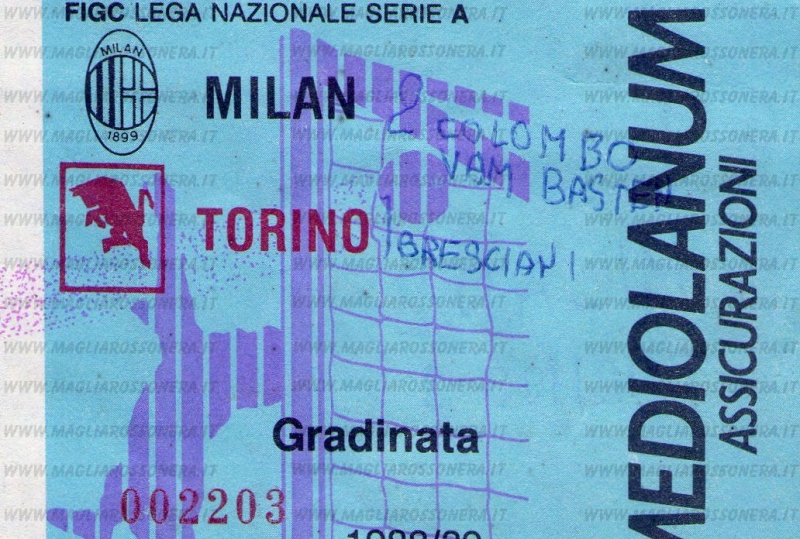 FIGC LEGA NAZIONALE SERIE A
MILAN
1899
MILAN 2 COLOMBO
VAM BASTEN
TORINO 1 BRESCIANI
MEDIOLANUM
ASSICURAZIONI
Gradinata
002203
WWW.MAGLIAROSSONERA.IT